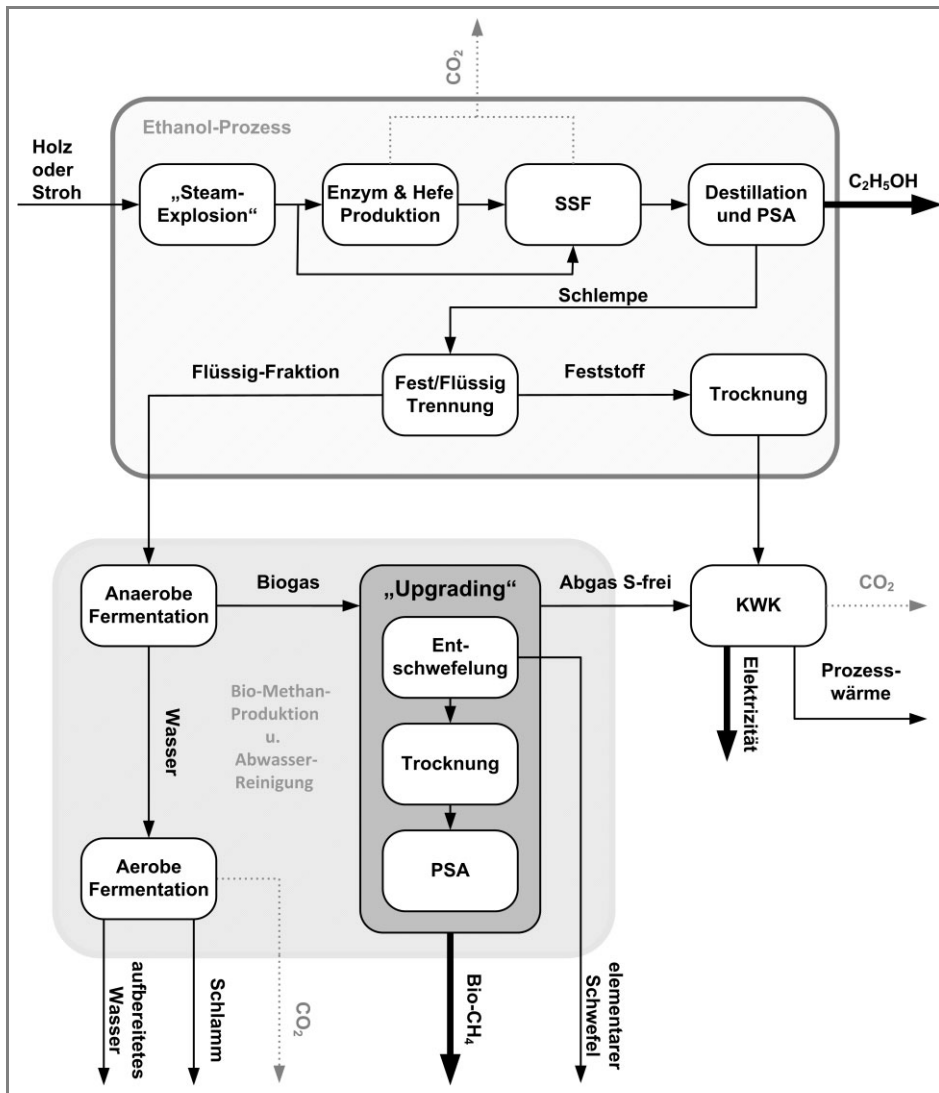 CO₂
Ethanol-Prozess
Holz
oder
Stroh
„Steam-
Explosion“
Enzym & Hefe
Produktion
SSF
Destillation
und PSA
C₂H₅OH
Schlempe
Flüssig-Fraktion
Fest/Flüssig
Trennung
Feststoff
Trocknung
Anaerobe
Fermentation
Biogas
„Upgrading“
Abgas S-frei
KWK
CO₂
Ent-
schwefelung
Elektrizität
Prozess-
wärme
Wasser
Bio-Methan-
Produktion
u.
Abwasser-
Reinigung
Trocknung
Aerobe
Fermentation
PSA
aufbereitetes
Wasser
Schlamm
CO₂
Bio-CH₄
elementarer
Schwefel